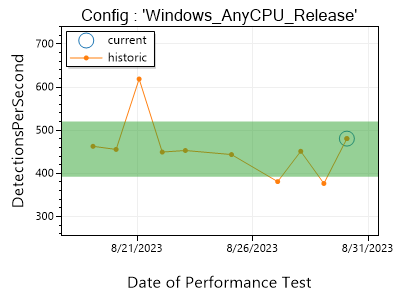 Config : 'Windows_AnyCPU_Release'
current
historic
DetectionsPerSecond
700
600
500
400
300
8/21/2023
8/26/2023
8/31/2023
Date of Performance Test